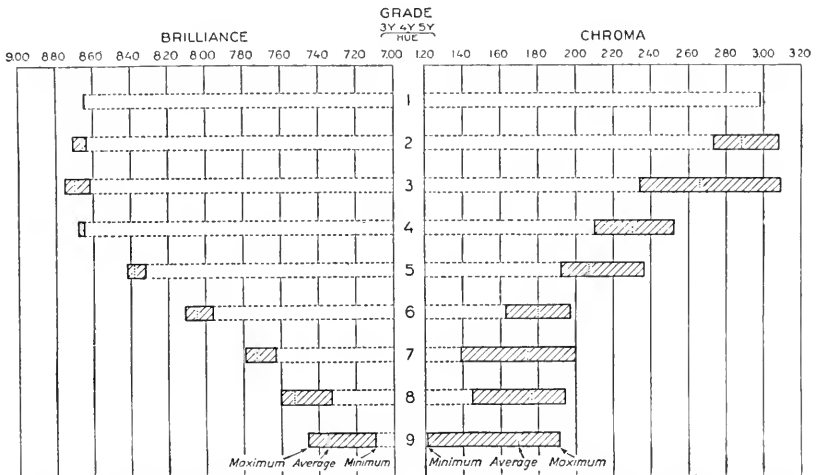 GRADE
BRILLIANCE 3Y 4Y 5Y CHROMA
HUE
9.00 8.80 8.60 8.40 8.20 8.00 7.80 7.60 7.40 7.20 7.00 1.20 1.40 1.60 1.80 2.00 2.20 2.40 2.60 2.80 3.00 3.20
1
2
3
4
5
6
7
8
9
Maximum Average Minimum Minimum Average Maximum